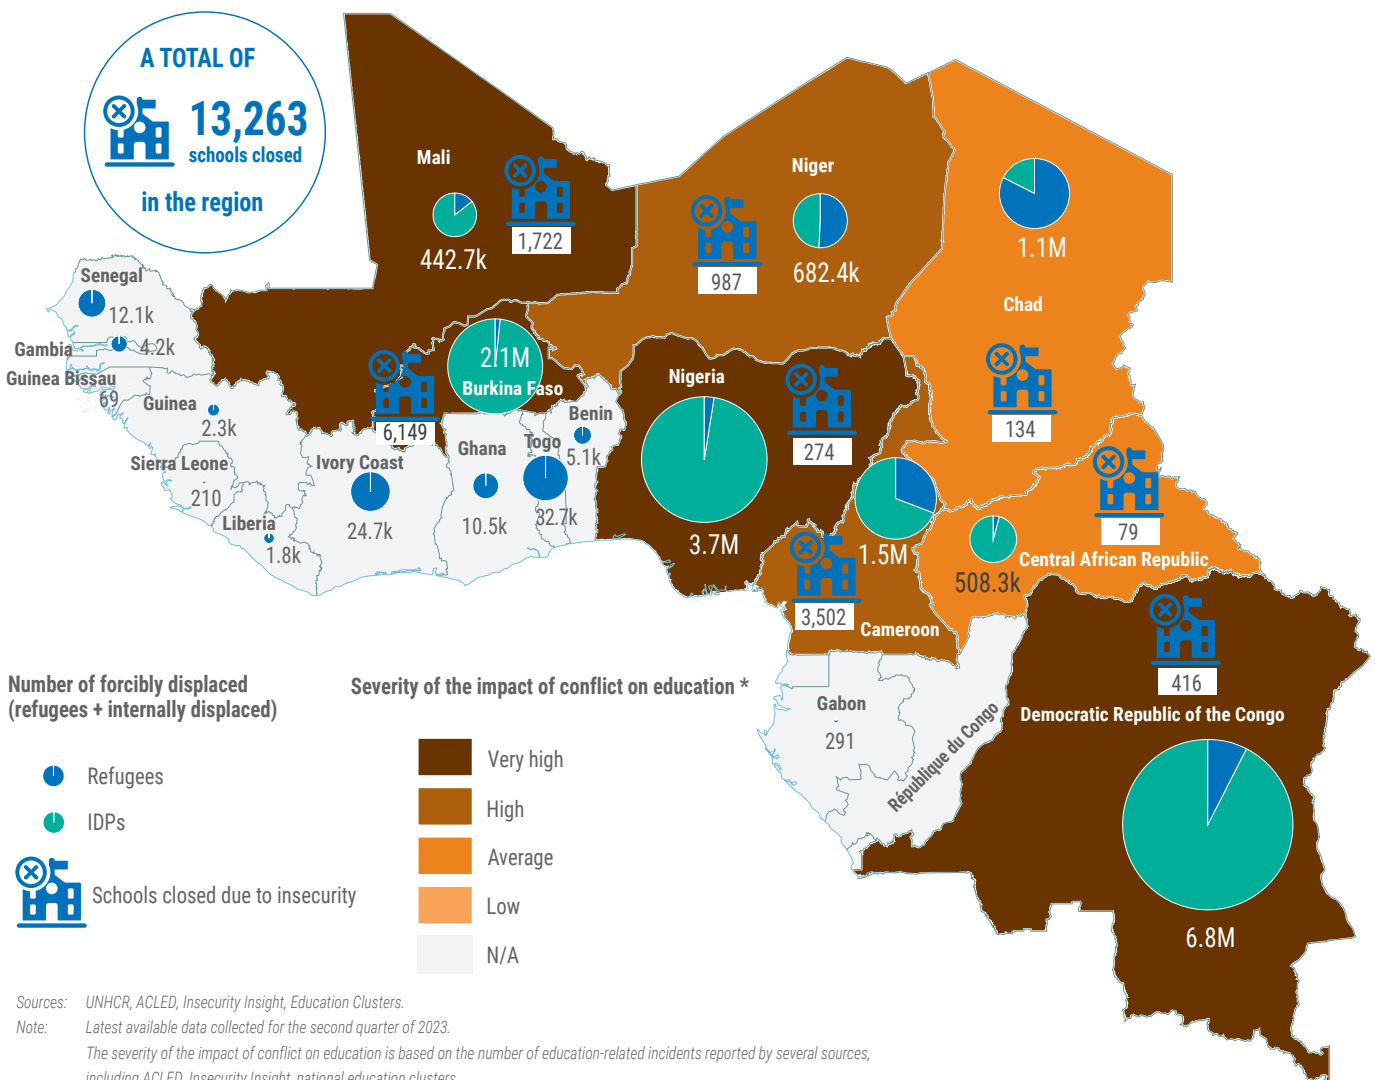 A TOTAL OF
13,263
schools closed
in the region
Mali
442.7k
1,722
Niger
987
682.4k
1.1M
Chad
134
Senegal
12.1k
Gambia
4.2k
Guinea Bissau
69
Guinea
2.3k
Sierra Leone
210
Liberia
1.8k
Ivory Coast
24.7k
6,149
2.1M
Burkina Faso
Ghana
10.5k
Togo
32.7k
Benin
5.1k
Nigeria
274
3.7M
1.5M
3,502
Cameroon
79
Central African Republic
508.3k
416
Democratic Republic of the Congo
6.8M
Gabon
291
République du Congo
Number of forcibly displaced
(refugees + internally displaced)
Refugees
IDPs
Schools closed due to insecurity
Severity of the impact of conflict on education *
Very high
High
Average
Low
N/A
Sources: UNHCR, ACLED, Insecurity Insight, Education Clusters.
Note: Latest available data collected for the second quarter of 2023.
The severity of the impact of conflict on education is based on the number of education-related incidents reported by several sources,
including ACLED, Insecurity Insight, national education clusters